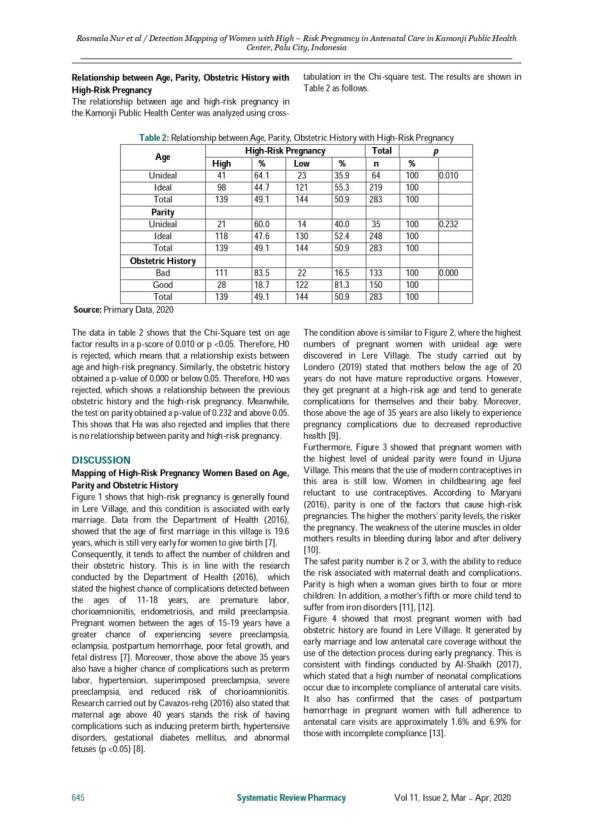 Rosmala Nur et al / Detection Mapping of Women with High – Risk Pregnancy in Antenatal Care in Kamonji Public Health
Center, Palu City, Indonesia
Relationship between Age, Parity, Obstetric History with
High-Risk Pregnancy
The relationship between age and high-risk pregnancy in
the Kamonji Public Health Center was analyzed using cross-
tabulation in the Chi-square test. The results are shown in
Table 2 as follows.
Table 2: Relationship between Age, Parity, Obstetric History with High-Risk Pregnancy
Age High-Risk Pregnancy Total p
High % Low % n %
Unideal 41 64.1 23 35.9 64 100 0.010
Ideal 98 44.7 121 55.3 219 100
Total 139 49.1 144 50.9 283 100
Parity
Unideal 21 60.0 14 40.0 35 100 0.232
Ideal 118 47.6 130 52.4 248 100
Total 139 49.1 144 50.9 283 100
Obstetric History
Bad 111 83.5 22 16.5 133 100 0.000
Good 28 18.7 122 81.3 150 100
Total 139 49.1 144 50.9 283 100
Source: Primary Data, 2020
The data in table 2 shows that the Chi-Square test on age
factor results in a p-score of 0.010 or p <0.05. Therefore, H0
is rejected, which means that a relationship exists between
age and high-risk pregnancy. Similarly, the obstetric history
obtained a p-value of 0.000 or below 0.05. Therefore, H0 was
rejected, which shows a relationship between the previous
obstetric history and the high-risk pregnancy. Meanwhile,
the test on parity obtained a p-value of 0.232 and above 0.05.
This shows that Ha was also rejected and implies that there
is no relationship between parity and high-risk pregnancy.
DISCUSSION
Mapping of High-Risk Pregnancy Women Based on Age,
Parity and Obstetric History
Figure 1 shows that high-risk pregnancy is generally found
in Lere Village, and this condition is associated with early
marriage. Data from the Department of Health (2016),
showed that the age of first marriage in this village is 19.6
years, which is still very early for women to give birth [7].
Consequently, it tends to affect the number of children and
their obstetric history. This is in line with the research
conducted by the Department of Health (2016), which
stated the highest chance of complications detected between
the ages of 11-18 years, are premature labor,
chorioamnionitis, endometriosis, and mild preeclampsia.
Pregnant women between the ages of 15-19 years have a
greater chance of experiencing severe preeclampsia,
eclampsia, postpartum hemorrhage, poor fetal growth, and
fetal distress [7]. Moreover, those above the above 35 years
also have a higher chance of complications such as preterm
labor, hypertension, superimposed preeclampsia, severe
preeclampsia, and reduced risk of chorioamnionitis.
Research carried out by Cavazos-rehg (2016) also stated that
maternal age above 40 years stands the risk of having
complications such as inducing preterm birth, hypertensive
disorders, gestational diabetes mellitus, and abnormal
fetuses (p <0.05) [8].
The condition above is similar to Figure 2, where the highest
numbers of pregnant women with unideal age were
discovered in Lere Village. The study carried out by
Londero (2019) stated that mothers below the age of 20
years do not have mature reproductive organs. However,
they get pregnant at a high-risk age and tend to generate
complications for themselves and their baby. Moreover,
those above the age of 35 years are also likely to experience
pregnancy complications due to decreased reproductive
health [9].
Furthermore, Figure 3 showed that pregnant women with
the highest level of unideal parity were found in Ujuna
Village. This means that the use of modern contraceptives in
this area is still low. Women in childbearing age feel
reluctant to use contraceptives. According to Maryani
(2016), parity is one of the factors that cause high-risk
pregnancies. The higher the mothers' parity levels, the risker
the pregnancy. The weakness of the uterine muscles in older
mothers results in bleeding during labor and after delivery
[10].
The safest parity number is 2 or 3, with the ability to reduce
the risk associated with maternal death and complications.
Parity is high when a woman gives birth to four or more
children. In addition, a mother's fifth or more child tend to
suffer from iron disorders [11], [12].
Figure 4 showed that most pregnant women with bad
obstetric history are found in Lere Village. It generated by
early marriage and low antenatal care coverage without the
use of the detection process during early pregnancy. This is
consistent with findings conducted by Al-Shaikh (2017),
which stated that a high number of neonatal complications
occur due to incomplete compliance of antenatal care visits.
It also has confirmed that the cases of postpartum
hemorrhage in pregnant women with full adherence to
antenatal care visits are approximately 1.6% and 6.9% for
those with incomplete compliance [13].
645 Systematic Review Pharmacy Vol 11, Issue 2, Mar – Apr, 2020